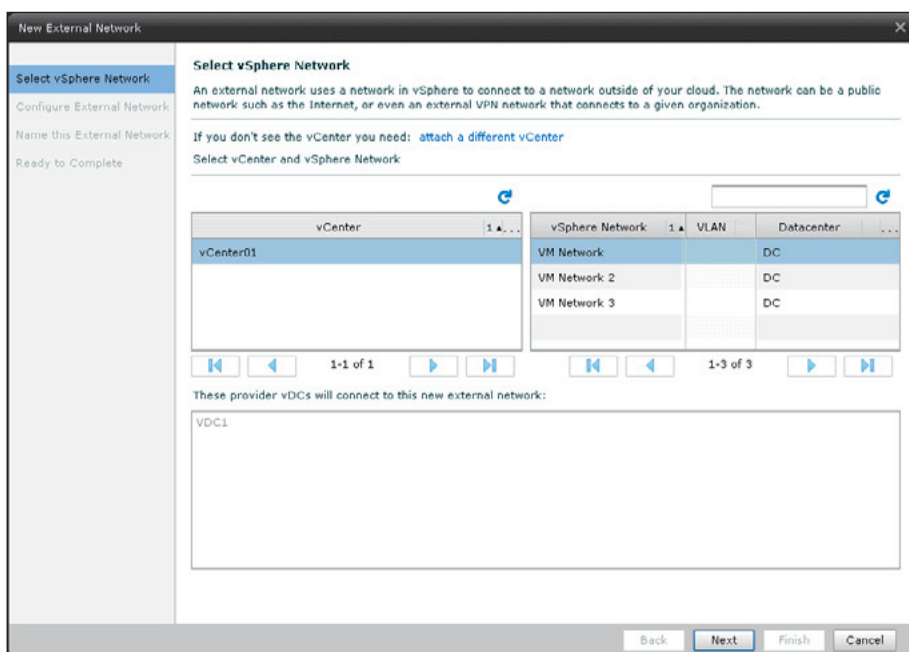 New External Network
Select vSphere Network
Configure External Network
Name this External Network
Ready to Complete
Select vSphere Network
An external network uses a network in vSphere to connect to a network outside of your cloud. The network can be a public
network such as the Internet, or even an external VPN network that connects to a given organization.
If you don't see the vCenter you need: attach a different vCenter
Select vCenter and vSphere Network
vCenter 1 ▲ ...
vSphere Network 1 ▲ VLAN Datacenter ...
vCenter01
VM Network DC
VM Network 2 DC
VM Network 3 DC
1-1 of 1
1-3 of 3
These provider vDCs will connect to this new external network:
VDC1
Back Next Finish Cancel